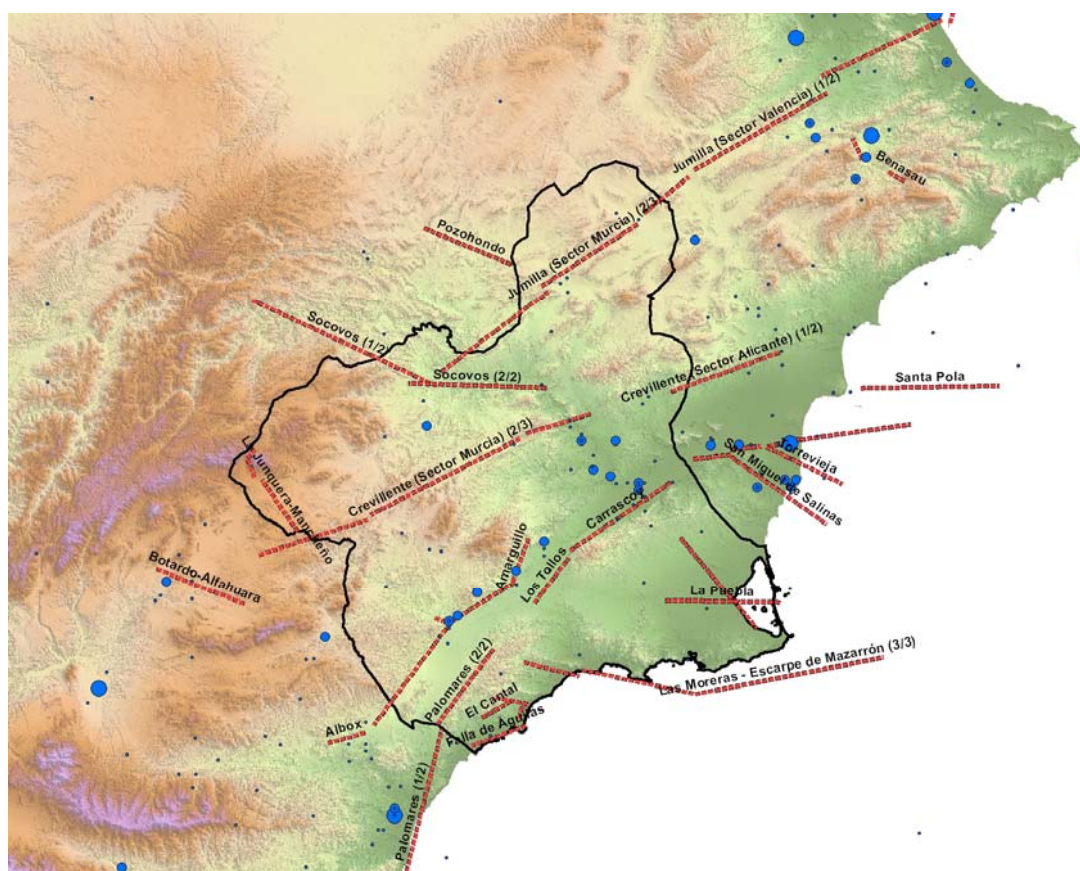 Jumilla (Sector Valencia) (1/2)
Benasau
Pozohondo
Jumilla (Sector Murcia) (2/3)
Socovos (1/2)
Socovos (2/2)
Crevillente (Sector Alicante) (1/2)
Santa Pola
Crevillente (Sector Murcia) (2/3)
Torrevieja
San Miguel de Salinas
Junquera-Mancheño
Carrascoy
Amarguillo
Los Tollos
Botardo-Alfahuara
La Puebla
Palomares (2/2)
Las Moreras - Escarpe de Mazarrón (3/3)
El Cantal
Falla de Águilas
Albox
Palomares (1/2)